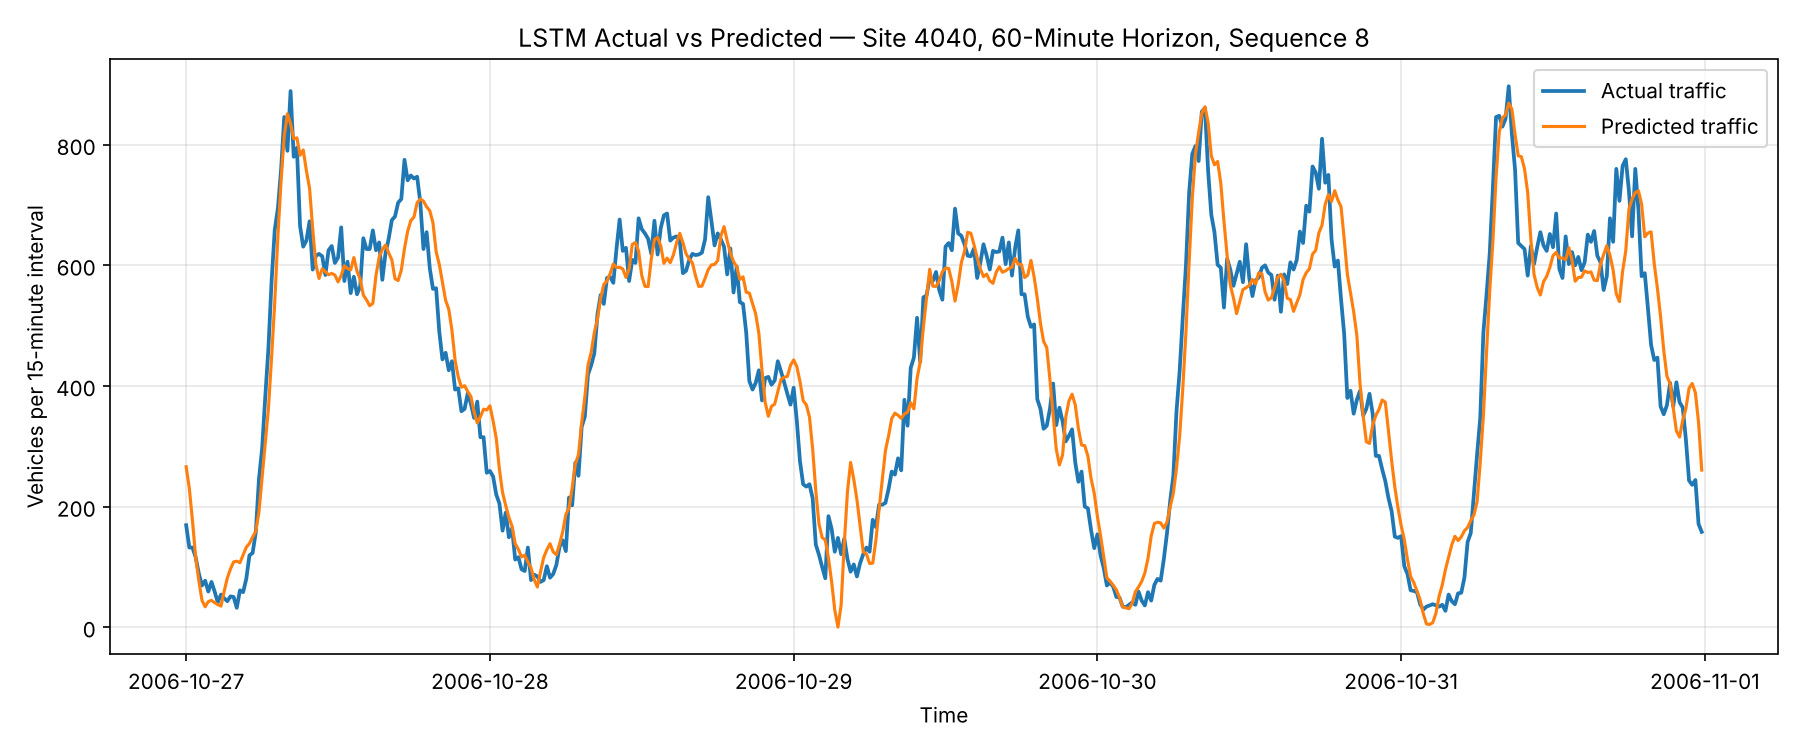 LSTM Actual vs Predicted — Site 4040, 60-Minute Horizon, Sequence 8
Actual traffic
Predicted traffic
Vehicles per 15-minute interval
800
600
400
200
0
2006-10-27 2006-10-28 2006-10-29 2006-10-30 2006-10-31 2006-11-01
Time